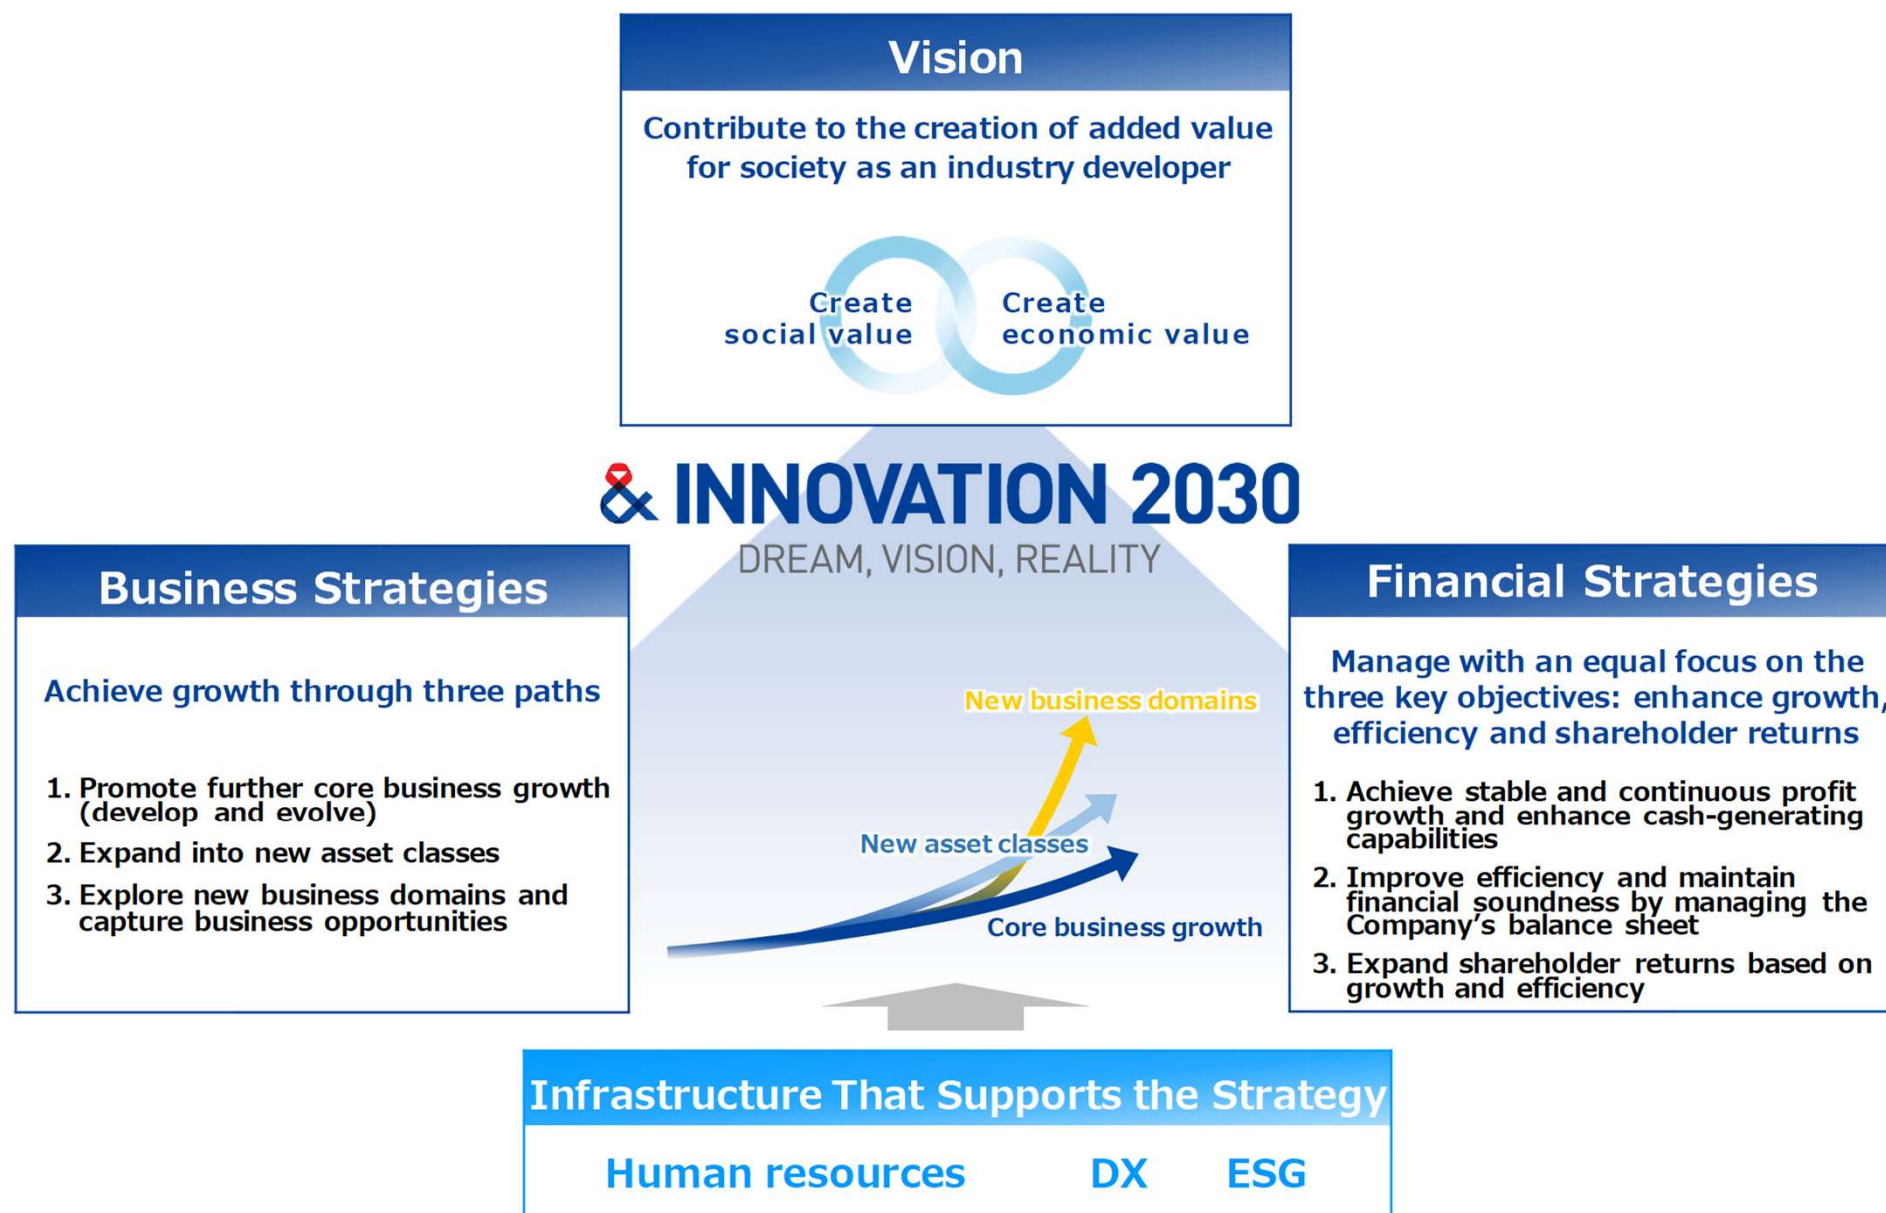 Vision
Contribute to the creation of added value
for society as an industry developer
Create
social value
Create
economic value
& INNOVATION 2030
DREAM, VISION, REALITY
Business Strategies
Achieve growth through three paths
1. Promote further core business growth
(develop and evolve)
2. Expand into new asset classes
3. Explore new business domains and
capture business opportunities
New business domains
New asset classes
Core business growth
Financial Strategies
Manage with an equal focus on the
three key objectives: enhance growth,
efficiency and shareholder returns
1. Achieve stable and continuous profit
growth and enhance cash-generating
capabilities
2. Improve efficiency and maintain
financial soundness by managing the
Company’s balance sheet
3. Expand shareholder returns based on
growth and efficiency
Infrastructure That Supports the Strategy
Human resources DX ESG